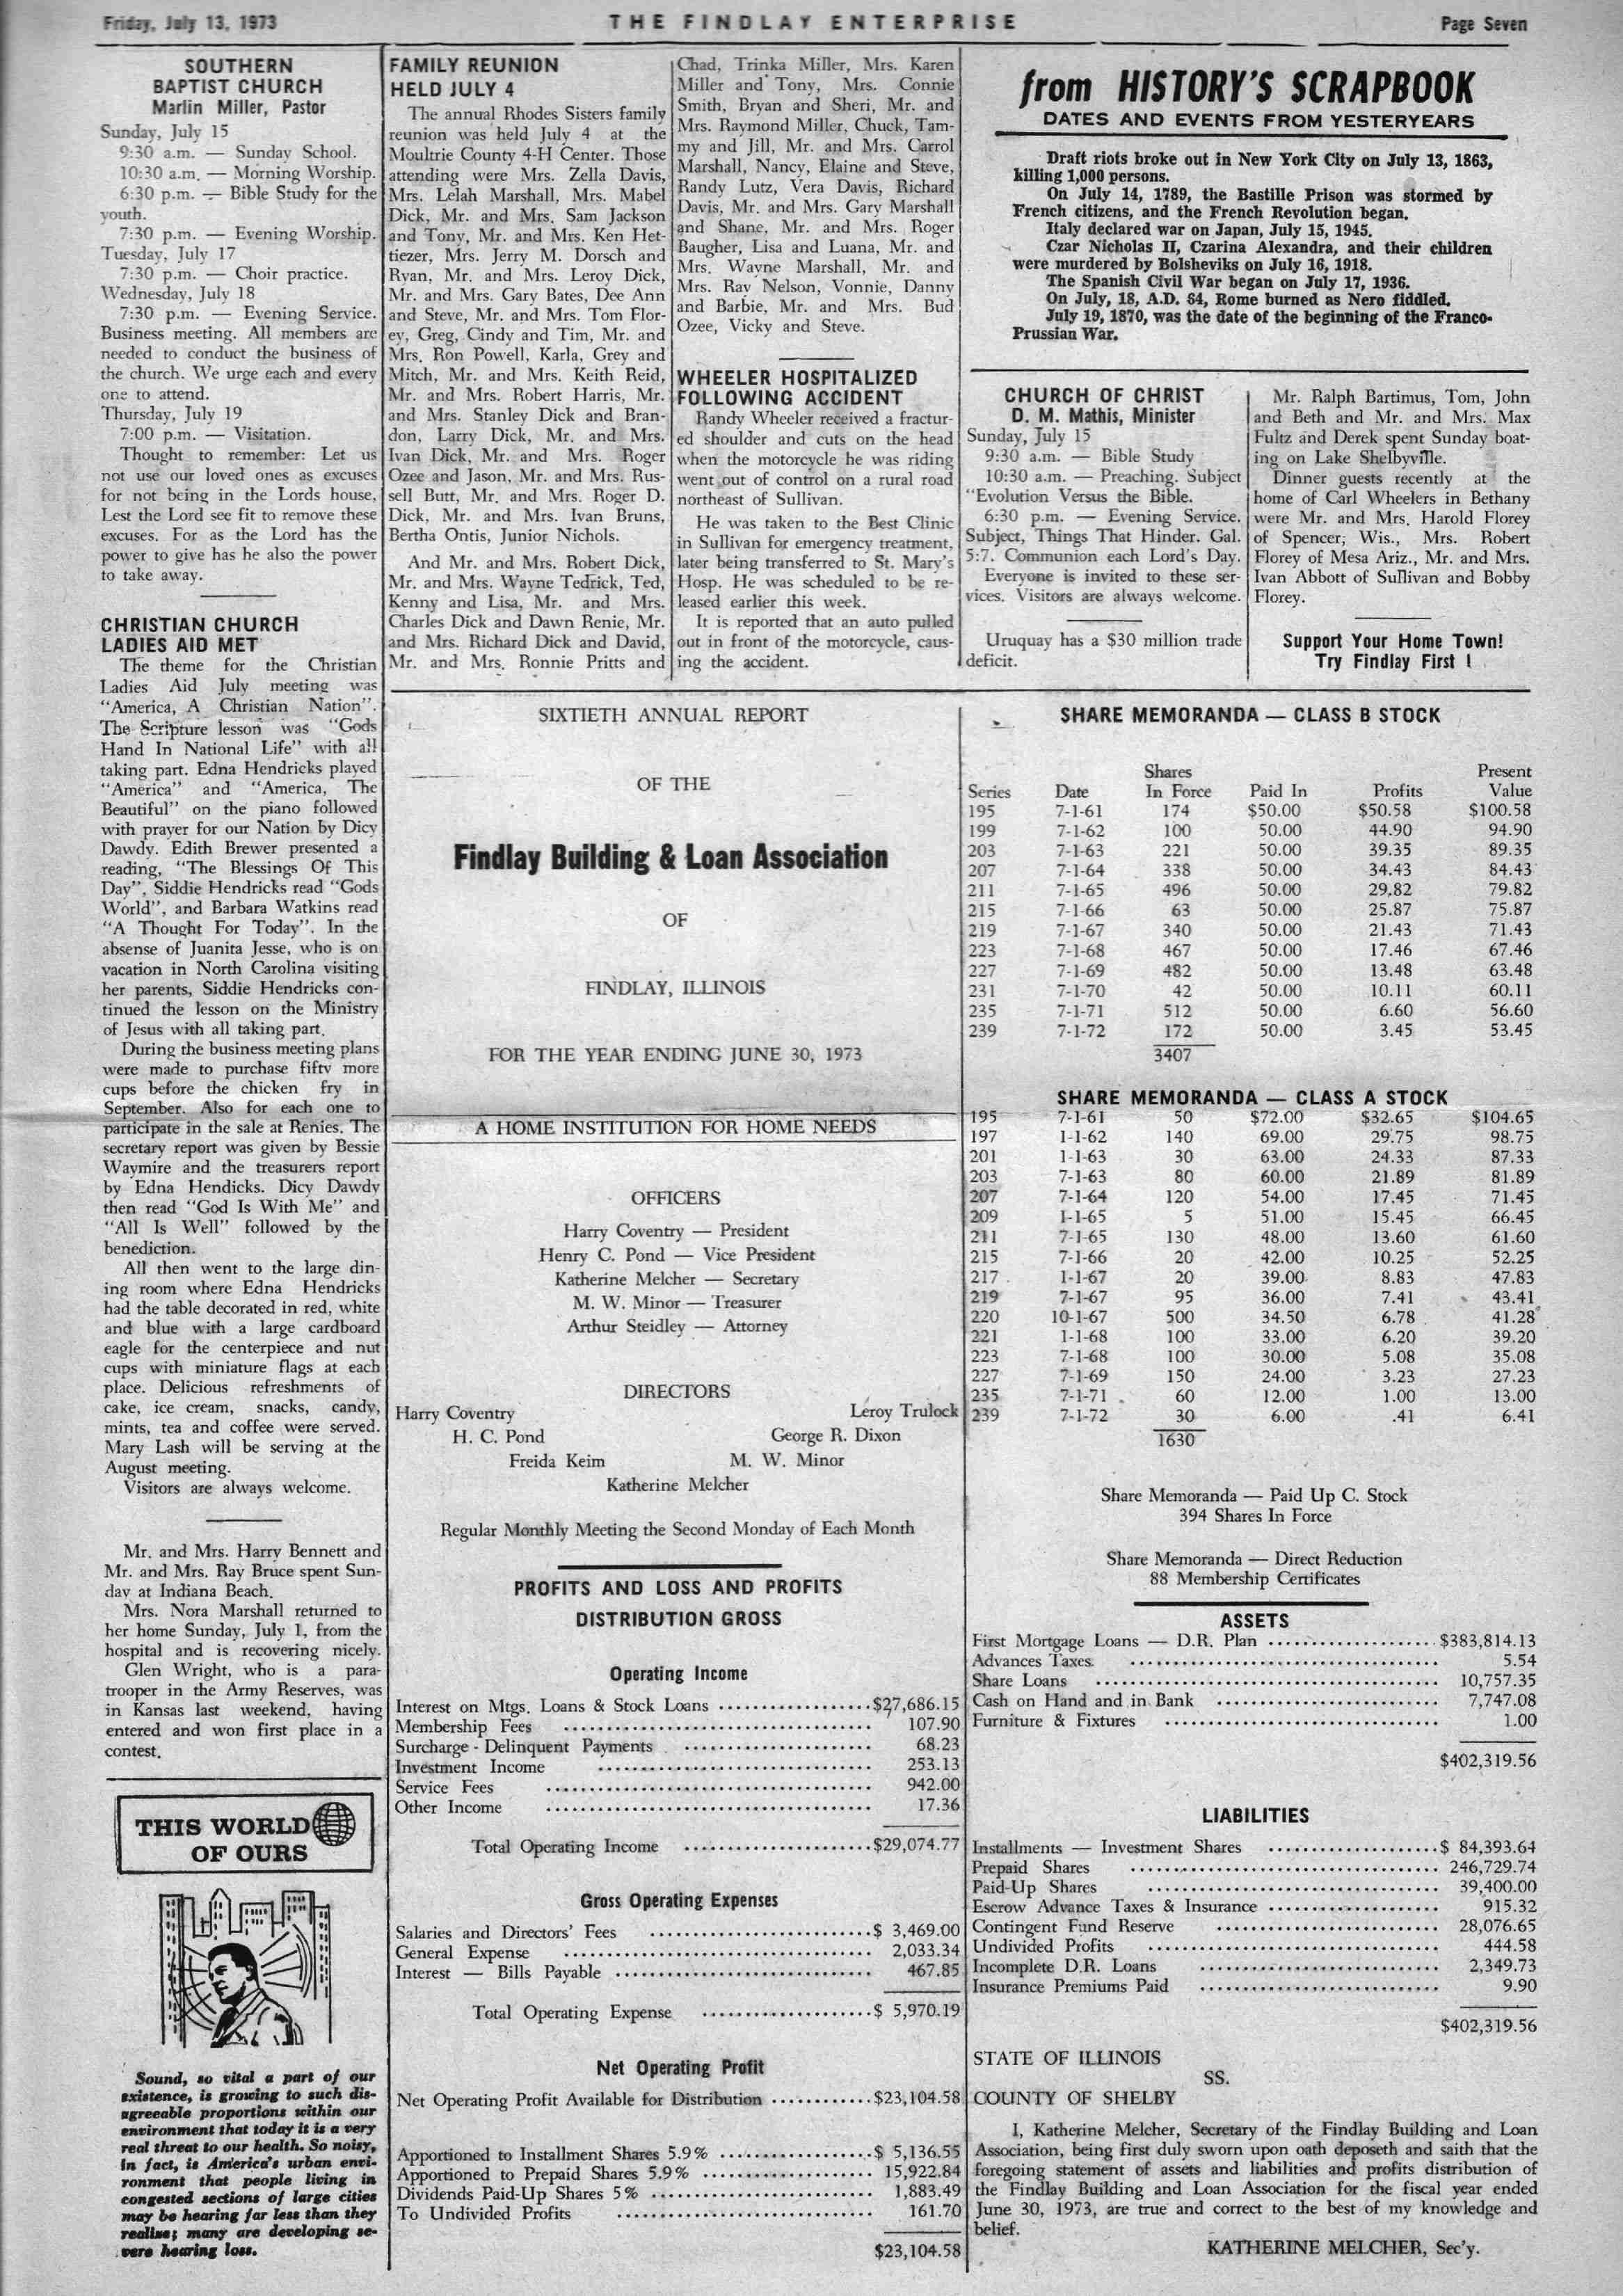 Friday, July 13, 1973
THE FINDLAY ENTERPRISE
Page Seven
SOUTHERN
BAPTIST CHURCH
Marlin Miller, Pastor
Sunday, July 15
9:30 a.m. — Sunday School.
10:30 a.m. — Morning Worship.
6:30 p.m. — Bible Study for the
youth.
7:30 p.m. — Evening Worship.
Tuesday, July 17
7:30 p.m. — Choir practice.
Wednesday, July 18
7:30 p.m. — Evening Service.
Business meeting. All members are
needed to conduct the business of
the church. We urge each and every
one to attend.
Thursday, July 19
7:00 p.m. — Visitation.
Thought to remember: Let us
not use our loved ones as excuses
for not being in the Lords house,
Lest the Lord see fit to remove these
excuses. For as the Lord has the
power to give has he also the power
to take away.
CHRISTIAN CHURCH
LADIES AID MET
The theme for the Christian
Ladies Aid July meeting was
"America, A Christian Nation".
The Scripture lesson was "Gods
Hand In National Life" with all
taking part. Edna Hendricks played
"America" and "America, The
Beautiful" on the piano followed
with prayer for our Nation by Dicy
Dawdy. Edith Brewer presented a
reading, "The Blessings Of This
Day", Siddie Hendricks read "Gods
World", and Barbara Watkins read
"A Thought For Today". In the
absense of Juanita Jesse, who is on
vacation in North Carolina visiting
her parents, Siddie Hendricks con-
tinued the lesson on the Ministry
of Jesus with all taking part.
During the business meeting plans
were made to purchase fifty more
cups before the chicken fry in
September. Also for each one to
participate in the sale at Renies. The
secretary report was given by Bessie
Waymire and the treasurers report
by Edna Hendicks. Dicy Dawdy
then read "God Is With Me" and
"All Is Well" followed by the
benediction.
All then went to the large din-
ing room where Edna Hendricks
had the table decorated in red, white
and blue with a large cardboard
eagle for the centerpiece and nut
cups with miniature flags at each
place. Delicious refreshments of
cake, ice cream, snacks, candy,
mints, tea and coffee were served.
Mary Lash will be serving at the
August meeting.
Visitors are always welcome.
Mr. and Mrs. Harry Bennett and
Mr. and Mrs. Ray Bruce spent Sun-
day at Indiana Beach.
Mrs. Nora Marshall returned to
her home Sunday, July 1, from the
hospital and is recovering nicely.
Glen Wright, who is a para-
trooper in the Army Reserves, was
in Kansas last weekend, having
entered and won first place in a
contest.
THIS WORLD
OF OURS
Sound, so vital a part of our
existence, is growing to such dis-
agreeable proportions within our
environment that today it is a very
real threat to our health. So noisy,
in fact, is America's urban envi-
ronment that people living in
congested sections of large cities
may be hearing far less than they
realize; many are developing se-
vere hearing loss.
FAMILY REUNION
HELD JULY 4
The annual Rhodes Sisters family
reunion was held July 4 at the
Moultrie County 4-H Center. Those
attending were Mrs. Zella Davis,
Mrs. Lelah Marshall, Mrs. Mabel
Dick, Mr. and Mrs. Sam Jackson
and Tony, Mr. and Mrs. Ken Het-
tiezer, Mrs. Jerry M. Dorsch and
Ryan, Mr. and Mrs. Leroy Dick,
Mr. and Mrs. Gary Bates, Dee Ann
and Steve, Mr. and Mrs. Tom Flor-
ey, Greg, Cindy and Tim, Mr. and
Mrs. Ron Powell, Karla, Grey and
Mitch, Mr. and Mrs. Keith Reid,
Mr. and Mrs. Robert Harris, Mr.
and Mrs. Stanley Dick and Bran-
don, Larry Dick, Mr. and Mrs.
Ivan Dick, Mr. and Mrs. Roger
Ozee and Jason, Mr. and Mrs. Rus-
sell Butt, Mr. and Mrs. Roger D.
Dick, Mr. and Mrs. Ivan Bruns,
Bertha Ontis, Junior Nichols.
And Mr. and Mrs. Robert Dick,
Mr. and Mrs. Wayne Tedrick, Ted,
Kenny and Lisa, Mr. and Mrs.
Charles Dick and Dawn Renie, Mr.
and Mrs. Richard Dick and David,
Mr. and Mrs. Ronnie Pritts and
Chad, Trinka Miller, Mrs. Karen
Miller and Tony, Mrs. Connie
Smith, Bryan and Sheri, Mr. and
Mrs. Raymond Miller, Chuck, Tam-
my and Jill, Mr. and Mrs. Carrol
Marshall, Nancy, Elaine and Steve,
Randy Lutz, Vera Davis, Richard
Davis, Mr. and Mrs. Gary Marshall
and Shane, Mr. and Mrs. Roger
Baugher, Lisa and Luana, Mr. and
Mrs. Wayne Marshall, Mr. and
Mrs. Ray Nelson, Vonnie, Danny
and Barbie, Mr. and Mrs. Bud
Ozee, Vicky and Steve.
WHEELER HOSPITALIZED
FOLLOWING ACCIDENT
Randy Wheeler received a fractur-
ed shoulder and cuts on the head
when the motorcycle he was riding
went out of control on a rural road
northeast of Sullivan.
He was taken to the Best Clinic
in Sullivan for emergency treatment,
later being transferred to St. Mary's
Hosp. He was scheduled to be re-
leased earlier this week.
It is reported that an auto pulled
out in front of the motorcycle, caus-
ing the accident.
from HISTORY'S SCRAPBOOK
DATES AND EVENTS FROM YESTERYEARS
Draft riots broke out in New York City on July 13, 1863,
killing 1,000 persons.
On July 14, 1789, the Bastille Prison was stormed by
French citizens, and the French Revolution began.
Italy declared war on Japan, July 15, 1945.
Czar Nicholas II, Czarina Alexandra, and their children
were murdered by Bolsheviks on July 16, 1918.
The Spanish Civil War began on July 17, 1936.
On July, 18, A.D. 64, Rome burned as Nero fiddled.
July 19, 1870, was the date of the beginning of the Franco-
Prussian War.
CHURCH OF CHRIST
D. M. Mathis, Minister
Sunday, July 15
9:30 a.m. — Bible Study
10:30 a.m. — Preaching. Subject
"Evolution Versus the Bible.
6:30 p.m. — Evening Service.
Subject, Things That Hinder. Gal.
5:7. Communion each Lord's Day.
Everyone is invited to these ser-
vices. Visitors are always welcome.
Uruguay has a $30 million trade
deficit.
Mr. Ralph Bartimus, Tom, John
and Beth and Mr. and Mrs. Max
Fultz and Derek spent Sunday boat-
ing on Lake Shelbyville.
Dinner guests recently at the
home of Carl Wheelers in Bethany
were Mr. and Mrs. Harold Florey
of Spencer, Wis., Mrs. Robert
Florey of Mesa Ariz., Mr. and Mrs.
Ivan Abbott of Sullivan and Bobby
Florey.
Support Your Home Town!
Try Findlay First !
SIXTIETH ANNUAL REPORT
OF THE
Findlay Building & Loan Association
OF
FINDLAY, ILLINOIS
FOR THE YEAR ENDING JUNE 30, 1973
A HOME INSTITUTION FOR HOME NEEDS
OFFICERS
Harry Coventry — President
Henry C. Pond — Vice President
Katherine Melcher — Secretary
M. W. Minor — Treasurer
Arthur Steidley — Attorney
DIRECTORS
Harry Coventry Leroy Trulock
H. C. Pond George R. Dixon
Freida Keim M. W. Minor
Katherine Melcher
Regular Monthly Meeting the Second Monday of Each Month
PROFITS AND LOSS AND PROFITS
DISTRIBUTION GROSS
Operating Income
Interest on Mtgs. Loans & Stock Loans $27,686.15
Membership Fees 107.90
Surcharge - Delinquent Payments 68.23
Investment Income 253.13
Service Fees 942.00
Other Income 17.36
Total Operating Income $29,074.77
Gross Operating Expenses
Salaries and Directors' Fees $ 3,469.00
General Expense 2,033.34
Interest — Bills Payable 467.85
Total Operating Expense $ 5,970.19
Net Operating Profit
Net Operating Profit Available for Distribution $23,104.58
Apportioned to Installment Shares 5.9% $ 5,136.55
Apportioned to Prepaid Shares 5.9% 15,922.84
Dividends Paid-Up Shares 5% 1,883.49
To Undivided Profits 161.70
$23,104.58
SHARE MEMORANDA — CLASS B STOCK
Shares Present
Series Date In Force Paid In Profits Value
195 7-1-61 174 $50.00 $50.58 $100.58
199 7-1-62 100 50.00 44.90 94.90
203 7-1-63 221 50.00 39.35 89.35
207 7-1-64 338 50.00 34.43 84.43
211 7-1-65 496 50.00 29.82 79.82
215 7-1-66 63 50.00 25.87 75.87
219 7-1-67 340 50.00 21.43 71.43
223 7-1-68 467 50.00 17.46 67.46
227 7-1-69 482 50.00 13.48 63.48
231 7-1-70 42 50.00 10.11 60.11
235 7-1-71 512 50.00 6.60 56.60
239 7-1-72 172 50.00 3.45 53.45
3407
SHARE MEMORANDA — CLASS A STOCK
195 7-1-61 50 $72.00 $32.65 $104.65
197 1-1-62 140 69.00 29.75 98.75
201 1-1-63 30 63.00 24.33 87.33
203 7-1-63 80 60.00 21.89 81.89
207 7-1-64 120 54.00 17.45 71.45
209 1-1-65 5 51.00 15.45 66.45
211 7-1-65 130 48.00 13.60 61.60
215 7-1-66 20 42.00 10.25 52.25
217 1-1-67 20 39.00 8.83 47.83
219 7-1-67 95 36.00 7.41 43.41
220 10-1-67 500 34.50 6.78 41.28
221 1-1-68 100 33.00 6.20 39.20
223 7-1-68 100 30.00 5.08 35.08
227 7-1-69 150 24.00 3.23 27.23
235 7-1-71 60 12.00 1.00 13.00
239 7-1-72 30 6.00 .41 6.41
1630
Share Memoranda — Paid Up C. Stock
394 Shares In Force
Share Memoranda — Direct Reduction
88 Membership Certificates
ASSETS
First Mortgage Loans — D.R. Plan $383,814.13
Advances Taxes 5.54
Share Loans 10,757.35
Cash on Hand and in Bank 7,747.08
Furniture & Fixtures 1.00
$402,319.56
LIABILITIES
Installments — Investment Shares $ 84,393.64
Prepaid Shares 246,729.74
Paid-Up Shares 39,400.00
Escrow Advance Taxes & Insurance 915.32
Contingent Fund Reserve 28,076.65
Undivided Profits 444.58
Incomplete D.R. Loans 2,349.73
Insurance Premiums Paid 9.90
$402,319.56
STATE OF ILLINOIS
SS.
COUNTY OF SHELBY
I, Katherine Melcher, Secretary of the Findlay Building and Loan
Association, being first duly sworn upon oath deposeth and saith that the
foregoing statement of assets and liabilities and profits distribution of
the Findlay Building and Loan Association for the fiscal year ended
June 30, 1973, are true and correct to the best of my knowledge and
belief.
KATHERINE MELCHER, Sec'y.